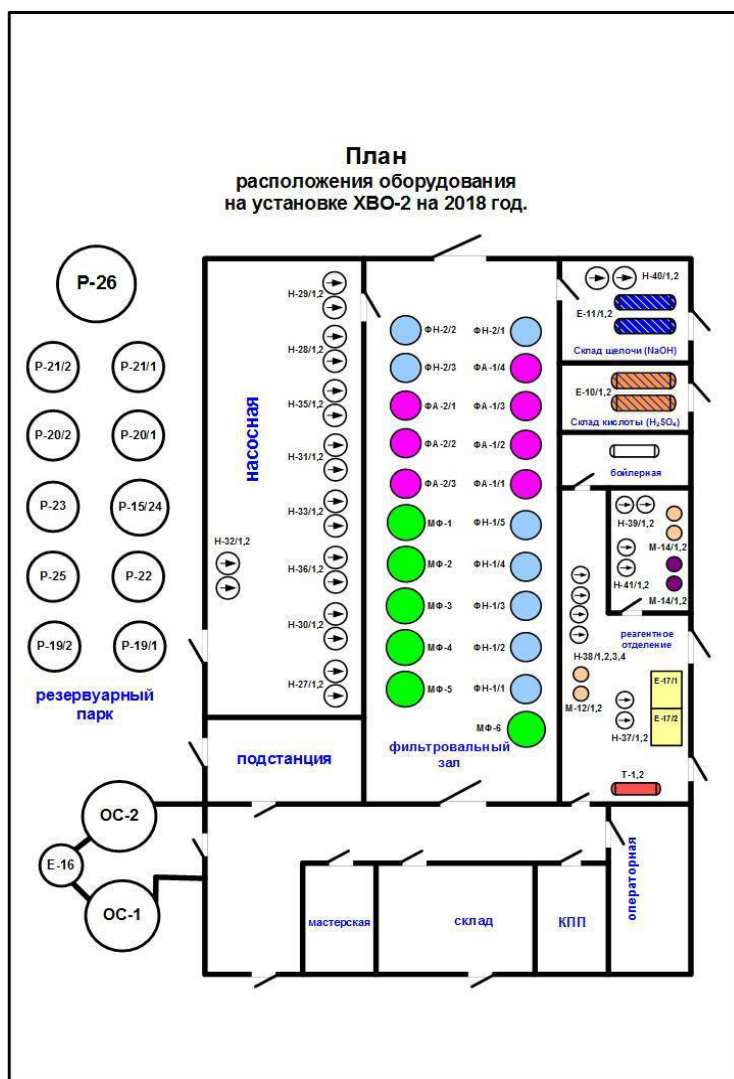 План
расположения оборудования
на установке ХВО-2 на 2018 год.
Р-26
Р-21/2
Р-21/1
Р-20/2
Р-20/1
Р-23
Р-15/24
Р-25
Р-22
Р-19/2
Р-19/1
резервуарный
парк
ОС-2
Е-16
ОС-1
насосная
Н-29/1,2
Н-28/1,2
Н-35/1,2
Н-31/1,2
Н-33/1,2
Н-32/1,2
Н-36/1,2
Н-30/1,2
Н-27/1,2
подстанция
ФН-2/2
ФН-2/1
ФН-2/3
ФА-1/4
ФА-2/1
ФА-1/3
ФА-2/2
ФА-1/2
ФА-2/3
ФА-1/1
МФ-1
ФН-1/5
МФ-2
ФН-1/4
МФ-3
ФН-1/3
МФ-4
ФН-1/2
МФ-5
ФН-1/1
МФ-6
фильтровальный
зал
Н-40/1,2
Е-11/1,2
Склад щелочи (NaOH)
Е-10/1,2
Склад кислоты (H₂SO₄)
бойлерная
Н-39/1,2
М-14/1,2
Н-41/1,2
М-14/1,2
реагентное
отделение
Н-38/1,2,3,4
М-12/1,2
Е-17/1
Е-17/2
Н-37/1,2
Т-1,2
мастерская
склад
КПП
операторная